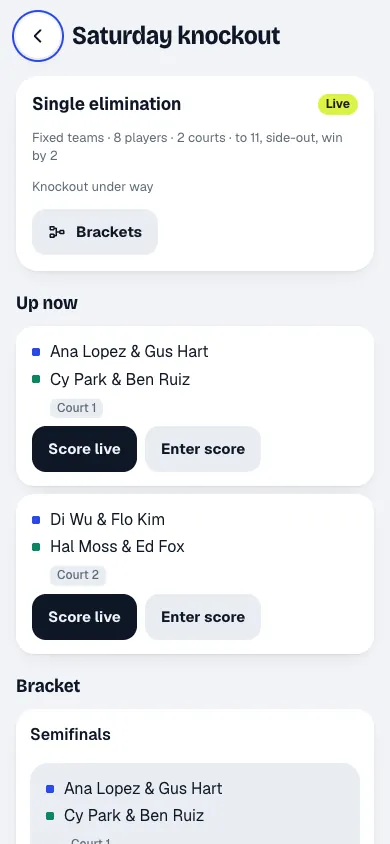 Saturday knockout
Single elimination
Live
Fixed teams · 8 players · 2 courts · to 11, side-out, win
by 2
Knockout under way
Brackets
Up now
Ana Lopez & Gus Hart
Cy Park & Ben Ruiz
Court 1
Score live
Enter score
Di Wu & Flo Kim
Hal Moss & Ed Fox
Court 2
Score live
Enter score
Bracket
Semifinals
Ana Lopez & Gus Hart
Cy Park & Ben Ruiz
Court 1